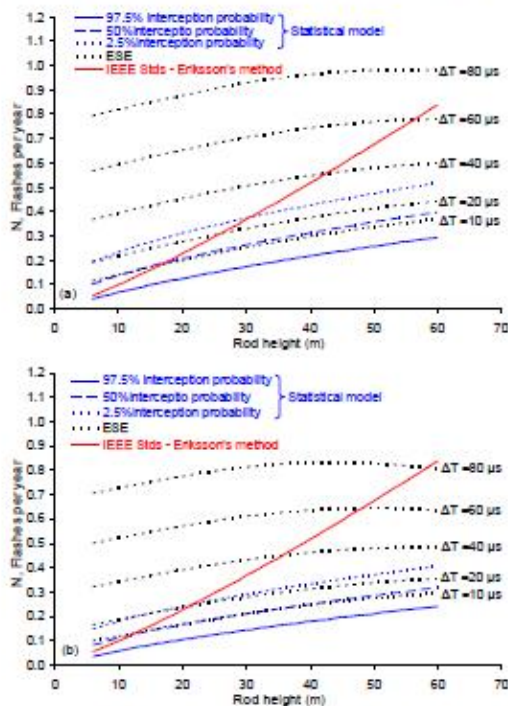 97.5% Interception probability
50% Interceptio probability
2.5%Interception probability
Statistical model
ESE
IEEE Stds - Eriksson's method
N, Flashes per year
1.2
1.1
1.0
0.9
0.8
0.7
0.6
0.5
0.4
0.3
0.2
0.1
0.0
ΔT =80 µs
ΔT =60 µs
ΔT =40 µs
ΔT =20 µs
ΔT =10 µs
(a)
0 10 20 30 40 50 60 70
Rod height (m)
97.5% Interception probability
50% Interceptio probability
2.5%Interception probability
Statistical model
ESE
IEEE Stds - Eriksson's method
N, Flashes per year
1.2
1.1
1.0
0.9
0.8
0.7
0.6
0.5
0.4
0.3
0.2
0.1
0.0
ΔT =80 µs
ΔT =60 µs
ΔT =40 µs
ΔT =20 µs
ΔT =10 µs
(b)
0 10 20 30 40 50 60 70
Rod height (m)